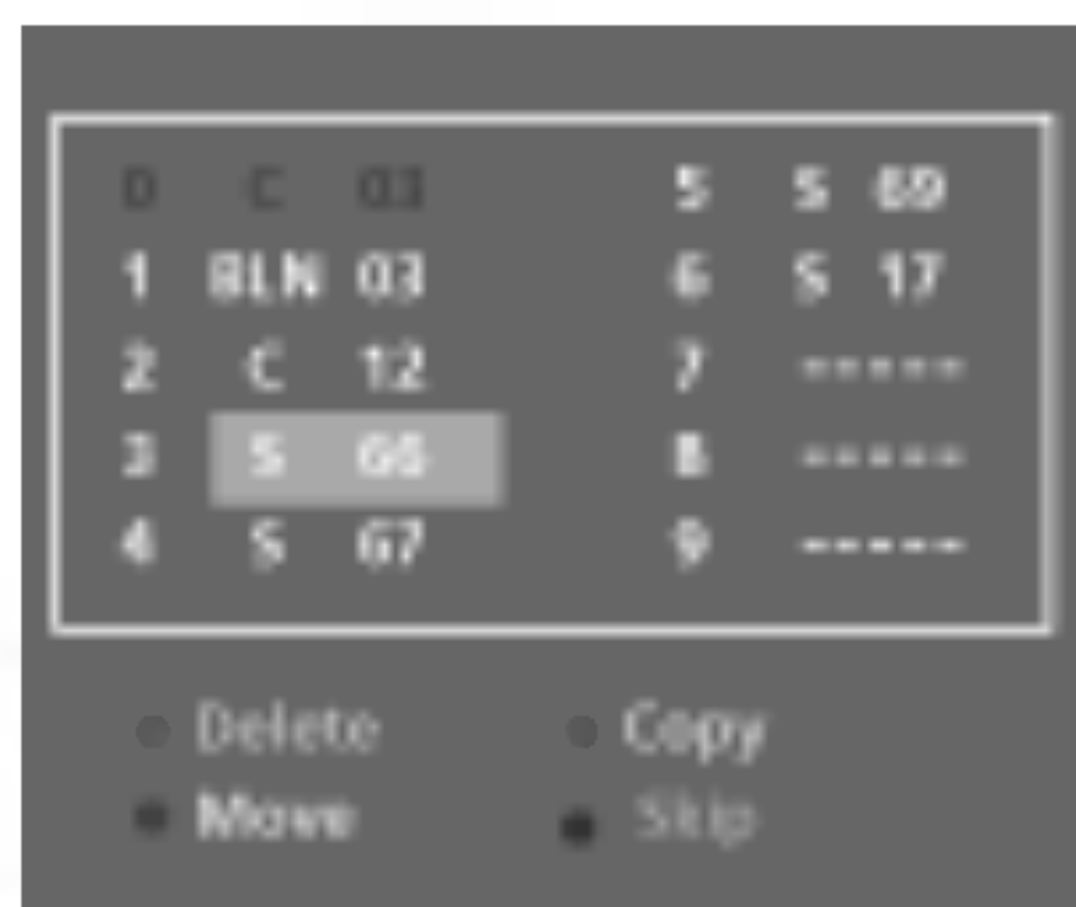 0 C 03
1 BLN 03
2 C 12
3 S 66
4 S 67
5 S 69
6 S 17
7 -----
8 -----
9 -----
Delete
Copy
Move
Skip